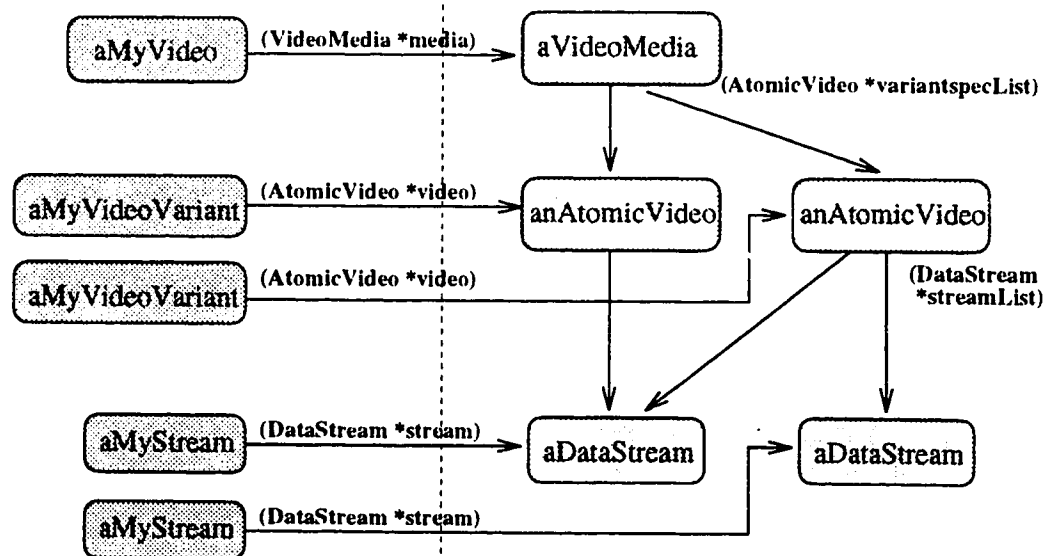 aMyVideo
(VideoMedia *media)
aVideoMedia
(AtomicVideo *variantspecList)
aMyVideoVariant
(AtomicVideo *video)
anAtomicVideo
anAtomicVideo
aMyVideoVariant
(AtomicVideo *video)
(DataStream
*streamList)
aMyStream
(DataStream *stream)
aDataStream
aDataStream
aMyStream
(DataStream *stream)